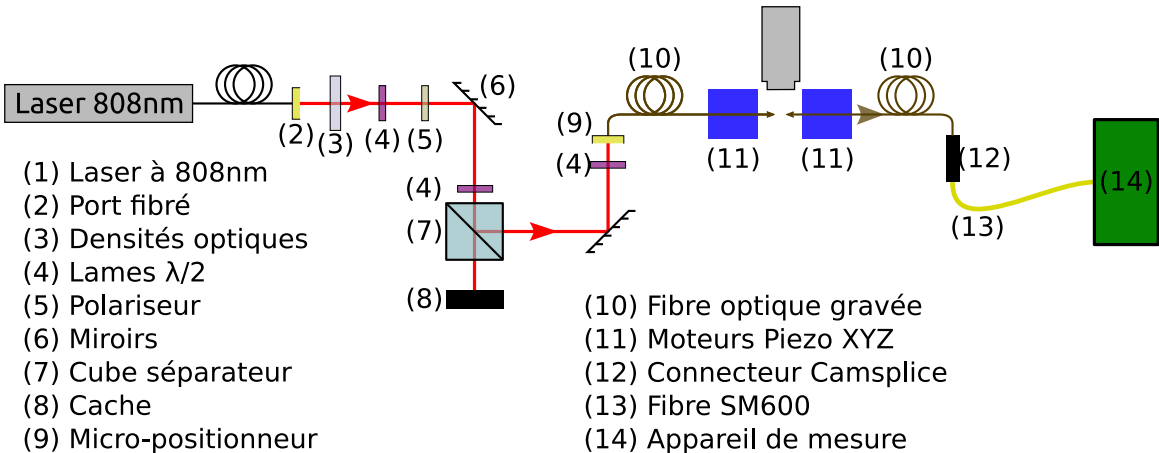 (10)
(10)
(6)
Laser 808nm
(9)
(2)
(3)
(4)
(5)
(4)
(11)
(11)
(12)
(1) Laser à 808nm
(4)
(14)
(2) Port fibré
(7)
(13)
(3) Densités optiques
(4) Lames λ/2
(8)
(5) Polariseur
(6) Miroirs
(7) Cube séparateur
(8) Cache
(9) Micro-positionneur
(10) Fibre optique gravée
(11) Moteurs Piezo XYZ
(12) Connecteur Camsplice
(13) Fibre SM600
(14) Appareil de mesure